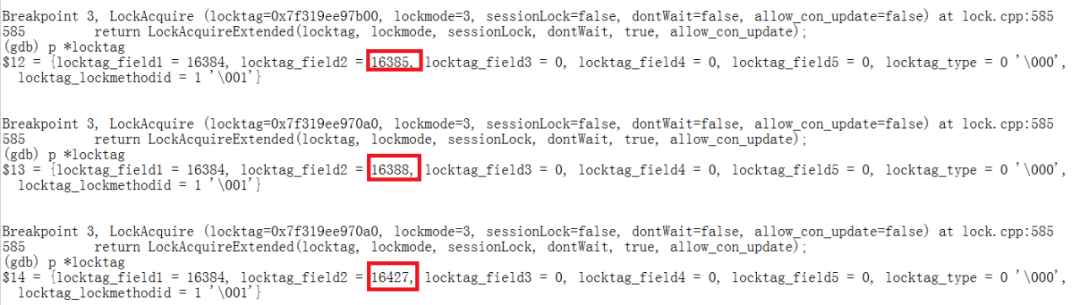 Breakpoint 3, LockAcquire (locktag=0x7f319ee97b00, lockmode=3, sessionLock=false, dontWait=false, allow_con_update=false) at lock.cpp:585
585         return LockAcquireExtended(locktag, lockmode, sessionLock, dontWait, true, allow_con_update);
(gdb) p *locktag
$12 = {locktag_field1 = 16384, locktag_field2 = 16385, locktag_field3 = 0, locktag_field4 = 0, locktag_field5 = 0, locktag_type = 0 '\000',
  locktag_lockmethodid = 1 '\001'}
Breakpoint 3, LockAcquire (locktag=0x7f319ee970a0, lockmode=3, sessionLock=false, dontWait=false, allow_con_update=false) at lock.cpp:585
585         return LockAcquireExtended(locktag, lockmode, sessionLock, dontWait, true, allow_con_update);
(gdb) p *locktag
$13 = {locktag_field1 = 16384, locktag_field2 = 16388, locktag_field3 = 0, locktag_field4 = 0, locktag_field5 = 0, locktag_type = 0 '\000',
  locktag_lockmethodid = 1 '\001'}
Breakpoint 3, LockAcquire (locktag=0x7f319ee970a0, lockmode=3, sessionLock=false, dontWait=false, allow_con_update=false) at lock.cpp:585
585         return LockAcquireExtended(locktag, lockmode, sessionLock, dontWait, true, allow_con_update);
(gdb) p *locktag
$14 = {locktag_field1 = 16384, locktag_field2 = 16427, locktag_field3 = 0, locktag_field4 = 0, locktag_field5 = 0, locktag_type = 0 '\000',
  locktag_lockmethodid = 1 '\001'}